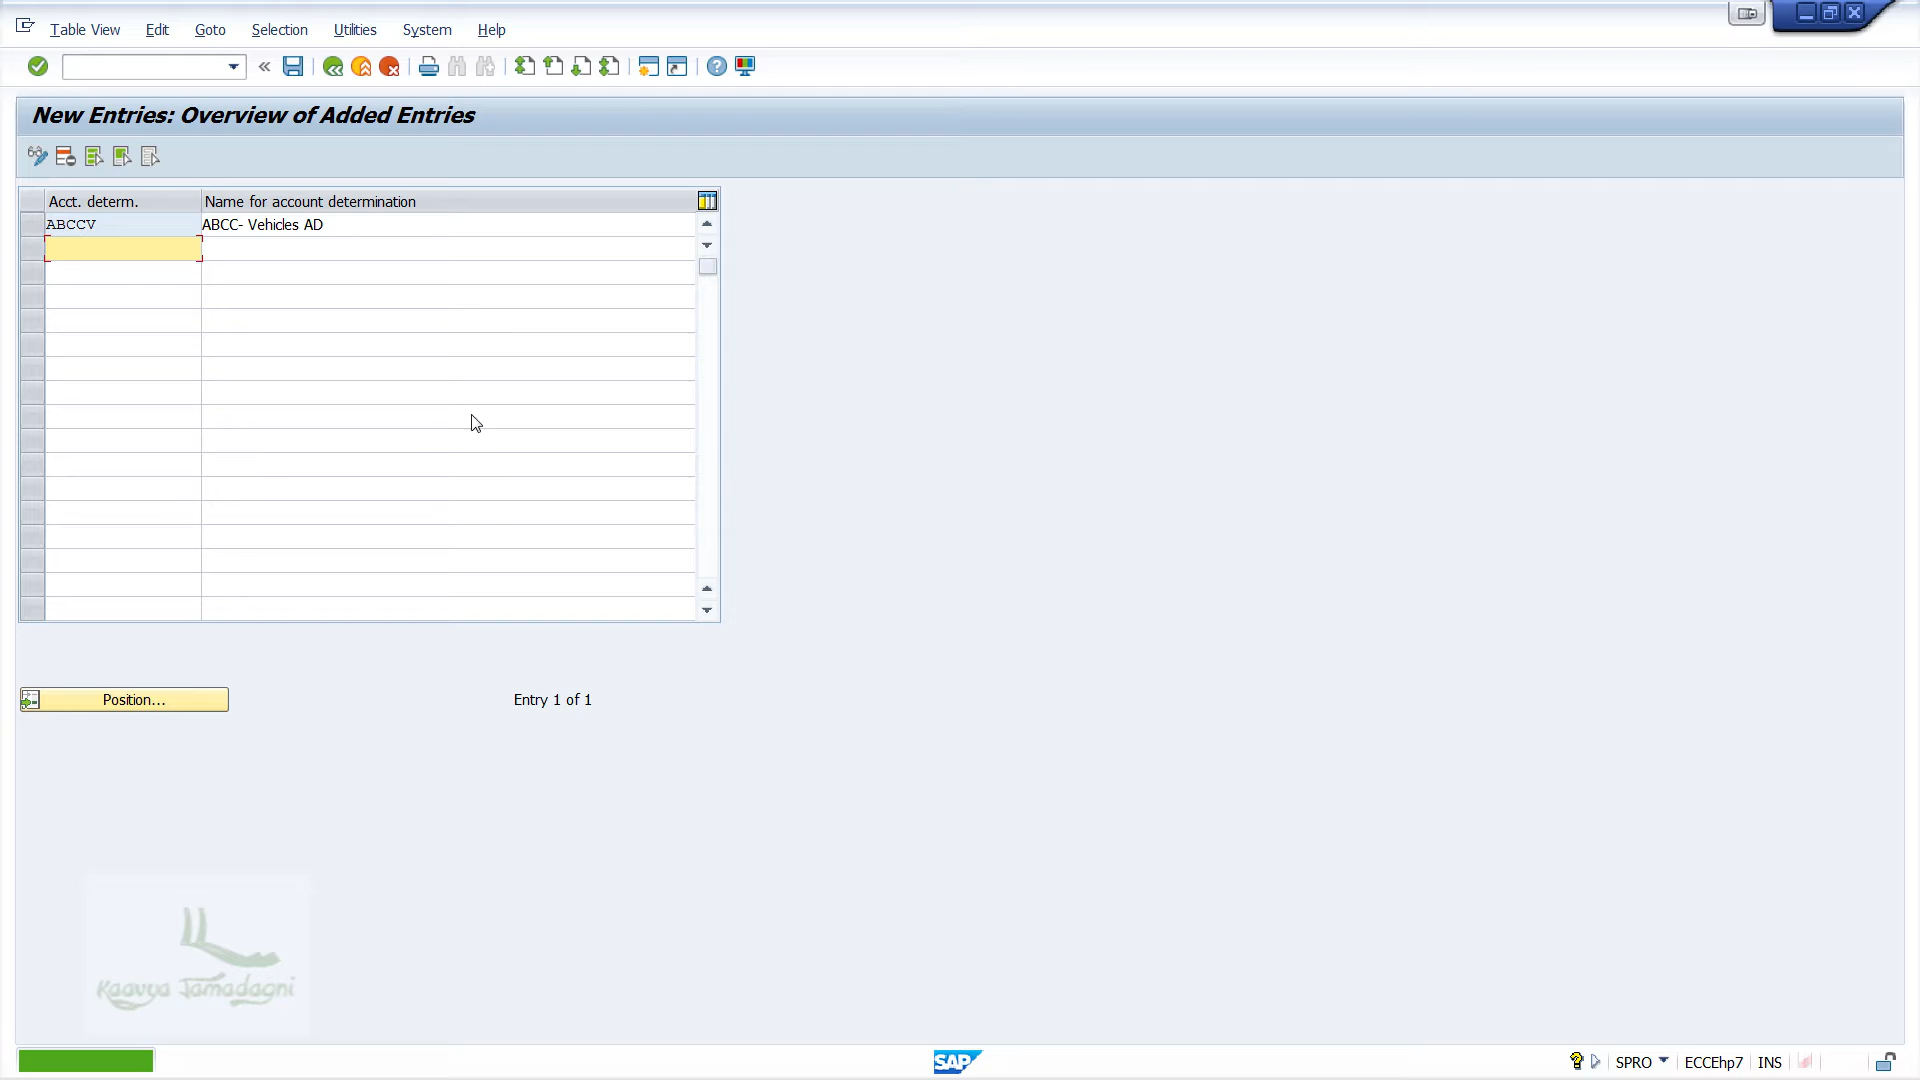 Table View Edit Goto Selection Utilities System Help
New Entries: Overview of Added Entries
Acct. determ. Name for account determination
ABCCV ABCC- Vehicles AD
Position... Entry 1 of 1
Kaavya Jamadagni
SAP SPRO ECCEhp7 INS